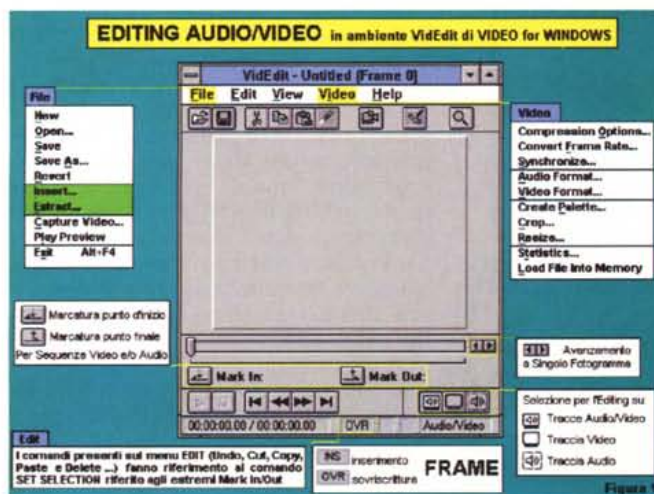 EDITING AUDIO/VIDEO in ambiente VidEdit di VIDEO for WINDOWS
VidEdit - Untitled (Frame 0)
File Edit View Video Help
File
New
Open...
Save
Save As...
Revert
Insert...
Extract...
Capture Video...
Play Preview
Exit Alt+F4
Video
Compression Options...
Convert Frame Rate...
Synchronize...
Audio Format...
Video Format...
Create Palette...
Crop...
Resize...
Statistics...
Load File Into Memory
Marcatura punto d'inizio
Marcatura punto finale
Per Sequenze Video e/o Audio
Mark In: Mark Out:
Avanzamento
a Singolo Fotogramma
00:00:00.00 / 00:00:00.00 OVR Audio/Video
Selezione per l'Editing su
Tracce Audio/Video
Traccia Video
Traccia Audio
Edit
I comandi presenti sul menu EDIT (Undo, Cut, Copy,
Paste e Delete ...) fanno riferimento al comando
SET SELECTION riferito agli estremi Mark In/Out
INS inserimento
OVR sovriscrittura
FRAME
Figura